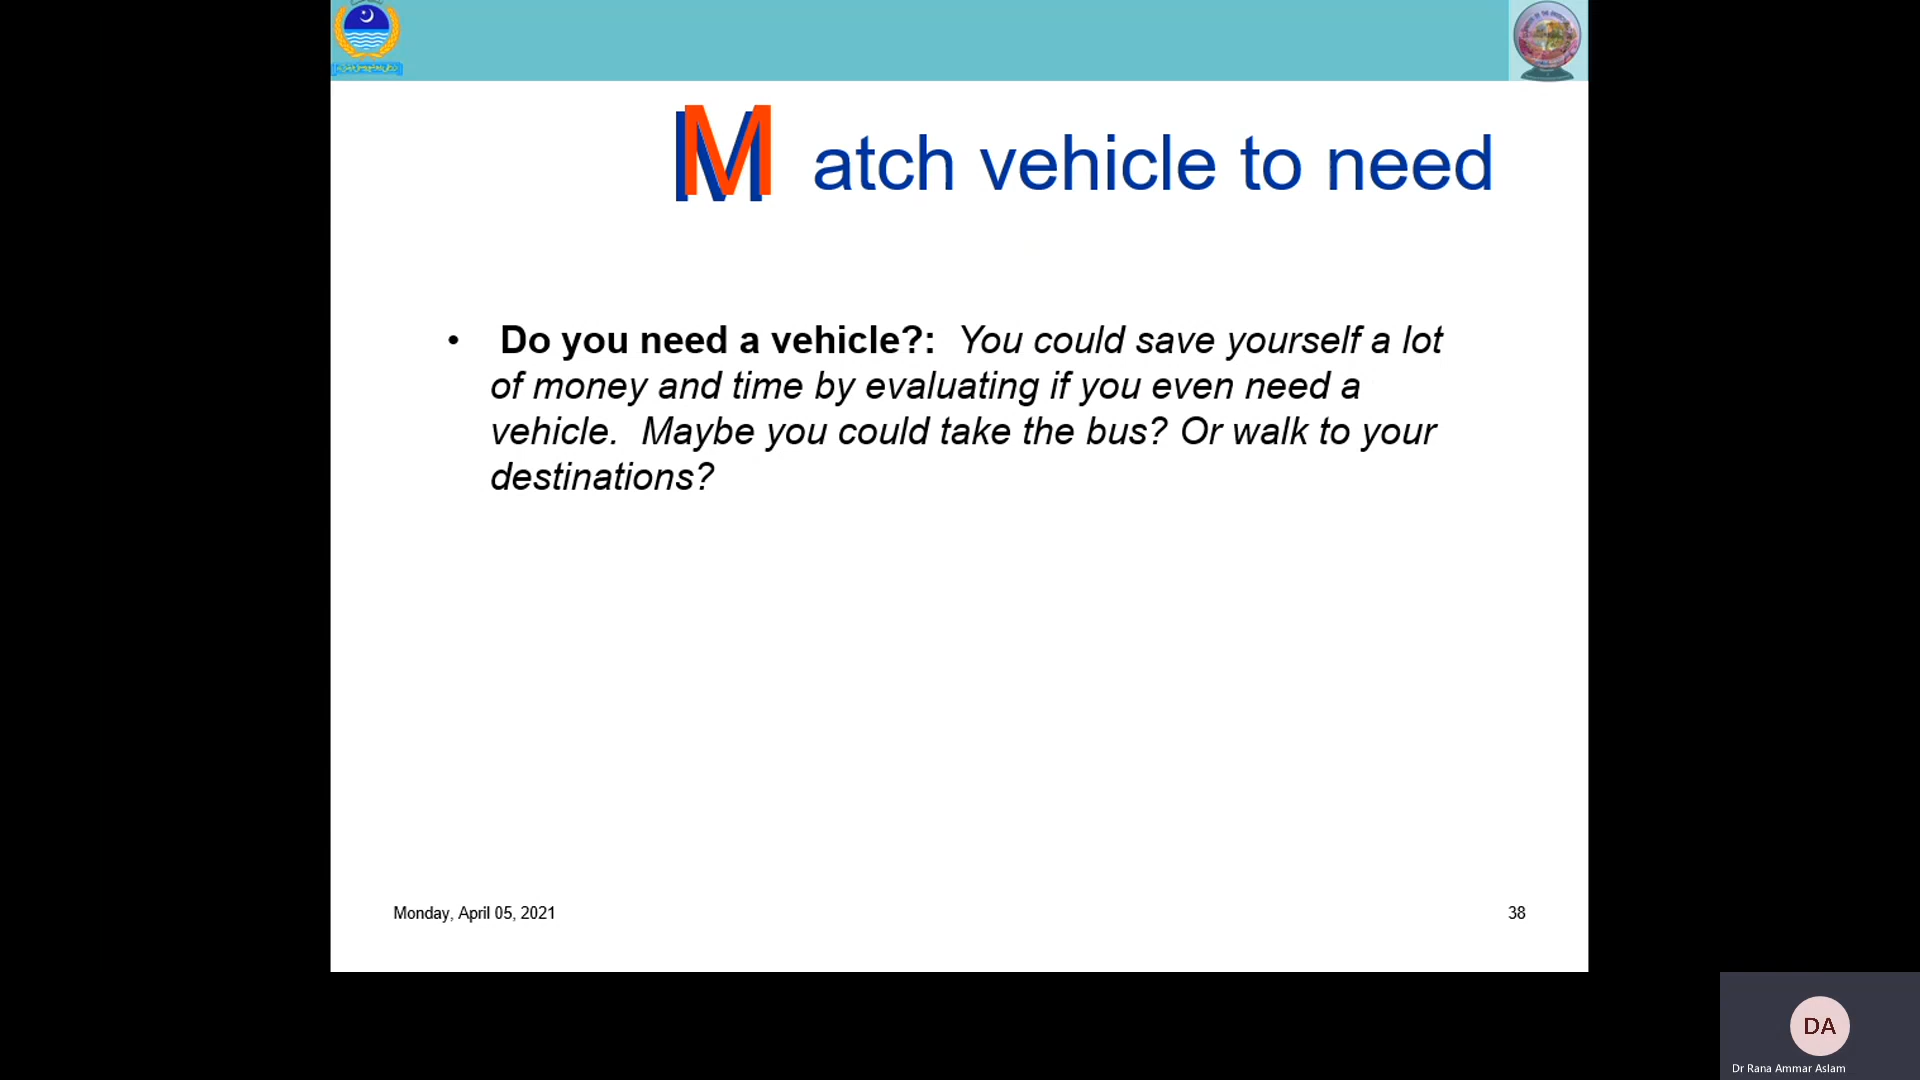 M atch vehicle to need
• Do you need a vehicle?: You could save yourself a lot
of money and time by evaluating if you even need a
vehicle. Maybe you could take the bus? Or walk to your
destinations?
Monday, April 05, 2021
38
DA
Dr Rana Ammar Aslam